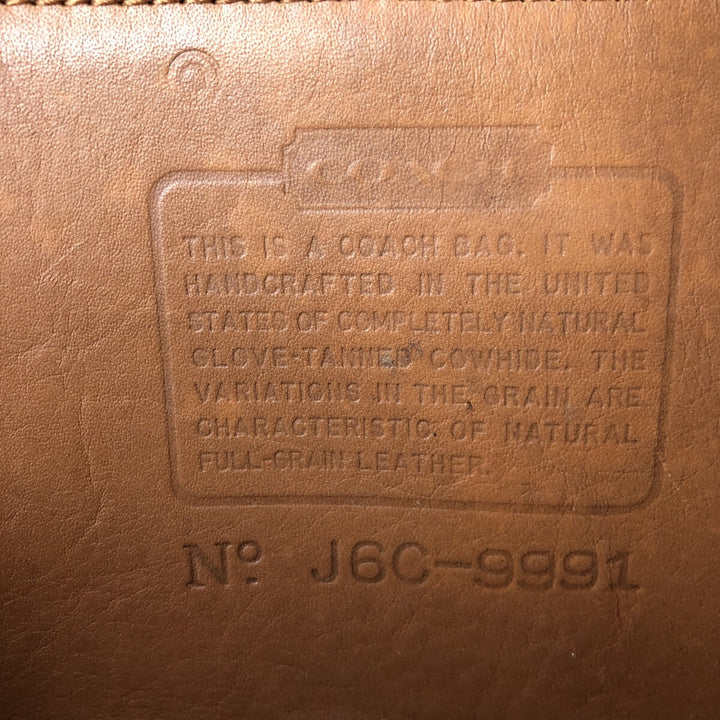 COACH
THIS IS A COACH BAG. IT WAS
HANDCRAFTED IN THE UNITED
STATES OF COMPLETELY NATURAL
GLOVE-TANNED COWHIDE. THE
VARIATIONS IN THE GRAIN ARE
CHARACTERISTIC OF NATURAL
FULL-GRAIN LEATHER.
Nº J6C-9991